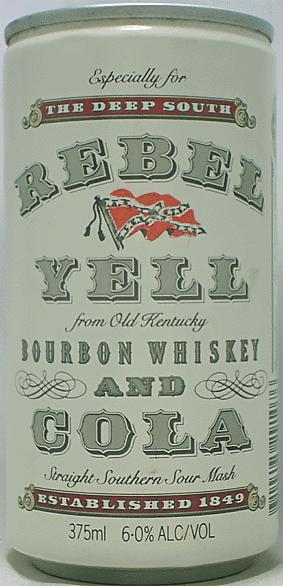 Especially for
THE DEEP SOUTH
REBEL
YELL
from Old Kentucky
BOURBON WHISKEY
AND
COLA
Straight Southern Sour Mash
ESTABLISHED 1849
375ml 6·0% ALC/VOL